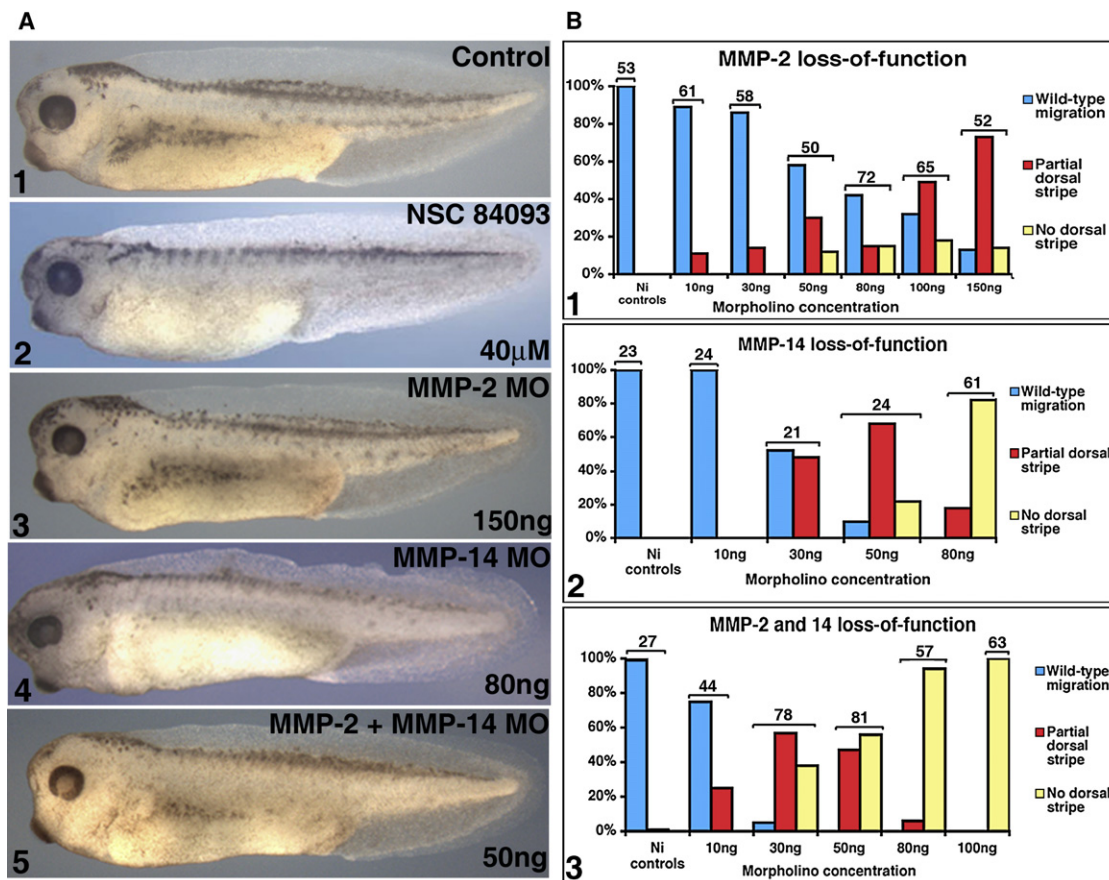 A
Control
1
NSC 84093
2
40µM
MMP-2 MO
3
150ng
MMP-14 MO
4
80ng
MMP-2 + MMP-14 MO
5
50ng
B
MMP-2 loss-of-function
53
61
58
50
72
65
52
100%
80%
60%
40%
20%
0%
Ni controls
10ng
30ng
50ng
80ng
100ng
150ng
Morpholino concentration
Wild-type
migration
Partial
dorsal
stripe
No dorsal
stripe
1
MMP-14 loss-of-function
23
24
21
24
61
100%
80%
60%
40%
20%
0%
Ni
controls
10ng
30ng
50ng
80ng
Morpholino concentration
Wild-type
migration
Partial dorsal
stripe
No dorsal
stripe
2
MMP-2 and 14 loss-of-function
27
44
78
81
57
63
100%
80%
60%
40%
20%
0%
Ni
controls
10ng
30ng
50ng
80ng
100ng
Morpholino concentration
Wild-type
migration
Partial
dorsal
stripe
No dorsal
stripe
3